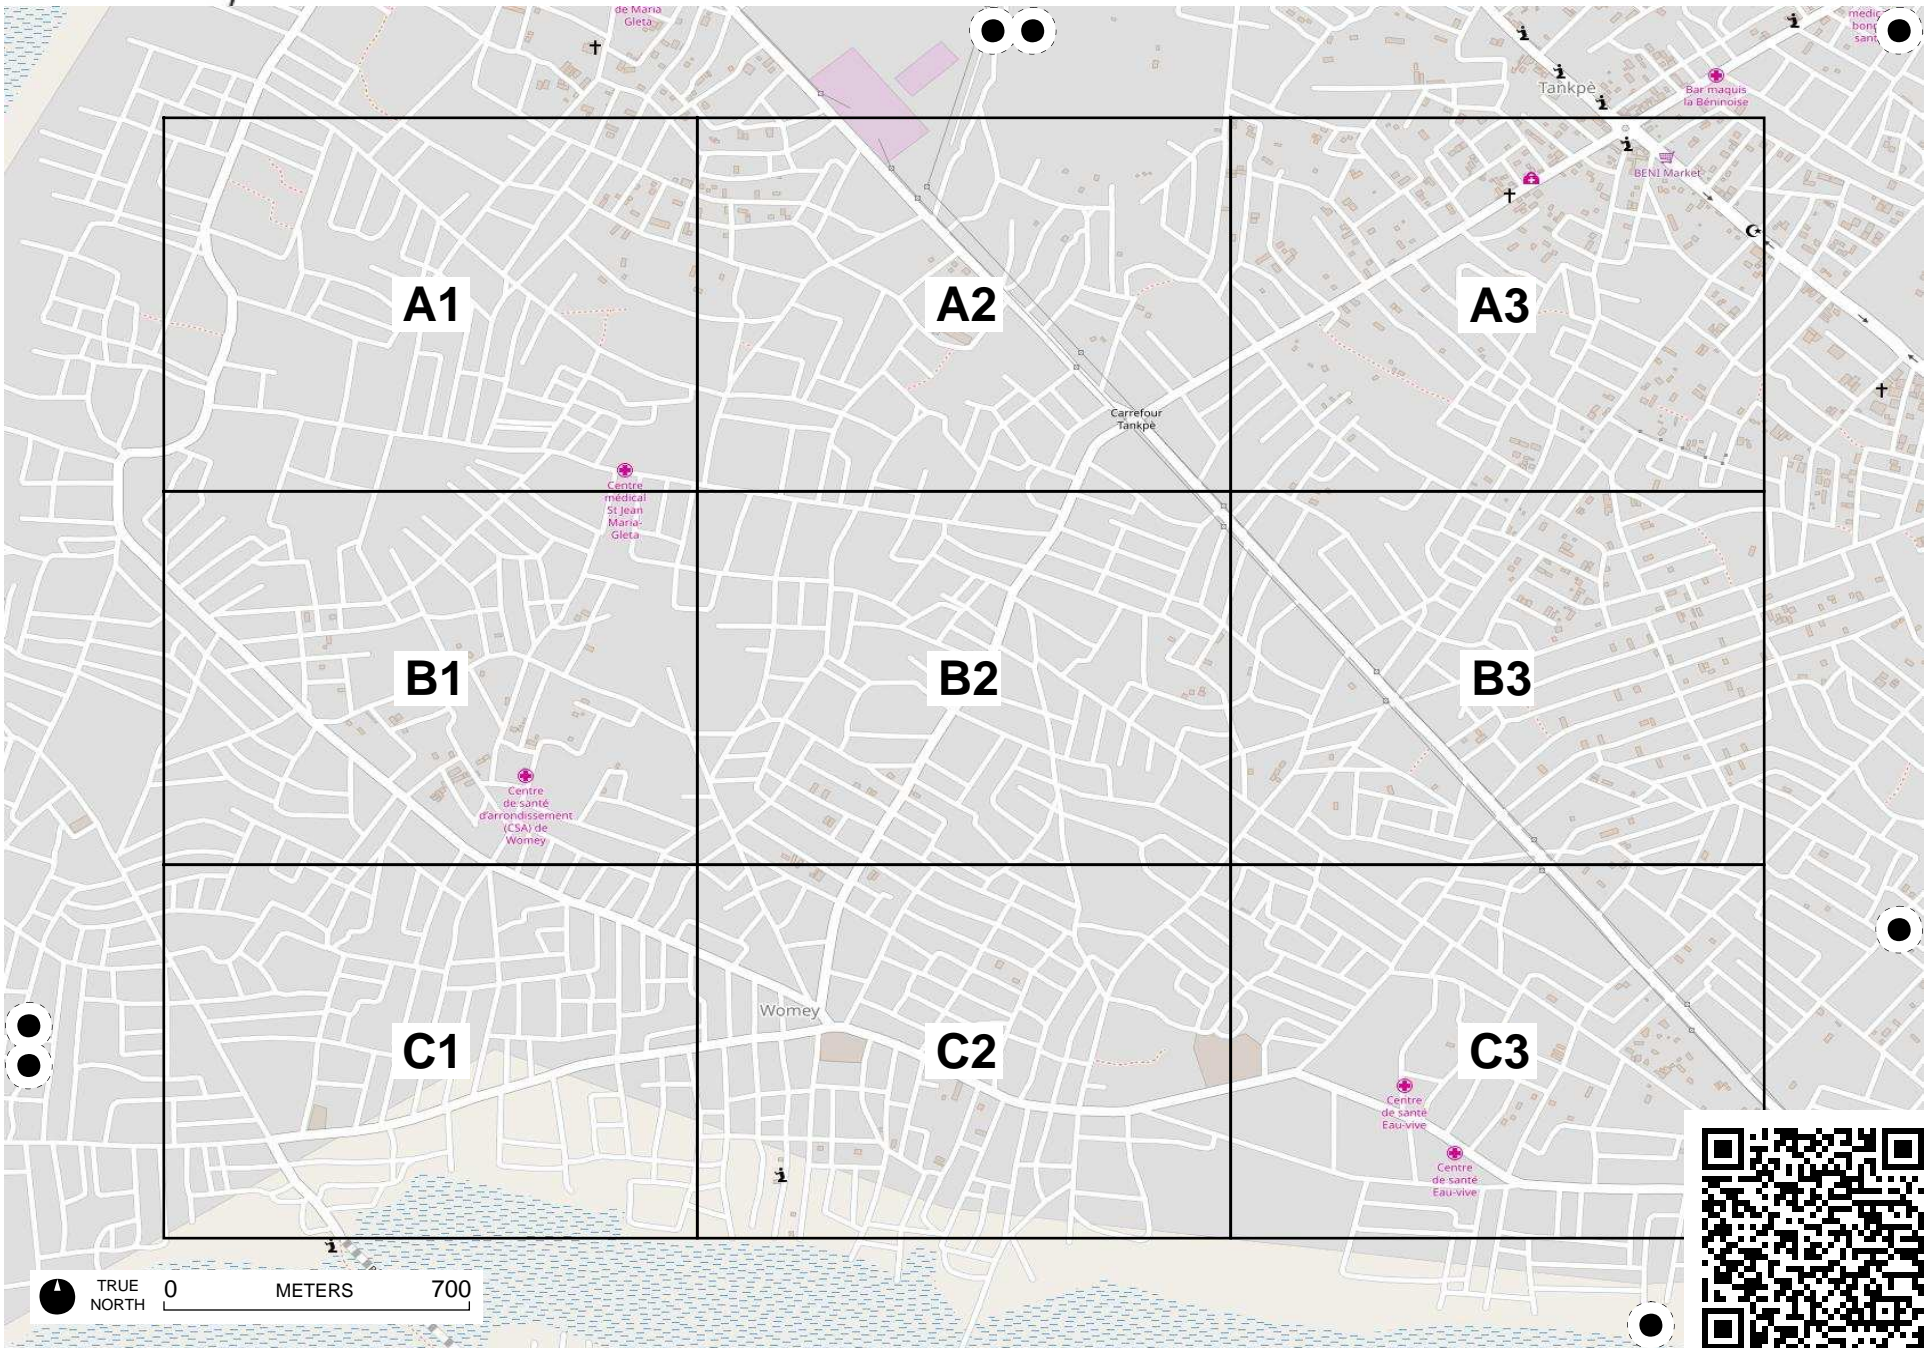 de Maria
Gleta
Tankpè
Bar maquis
la Béninoise
BENI Market
A1
A2
A3
Carrefour
Tankpè
Centre
médical
St Jean
Maria-
Gleta
B1
B2
B3
Centre
de santé
d'arrondissement
(CSA) de
Womey
Womey
C1
C2
C3
Centre
de santé
Eau-vive
Centre
de santé
Eau-vive
TRUE
NORTH
0 METERS 700